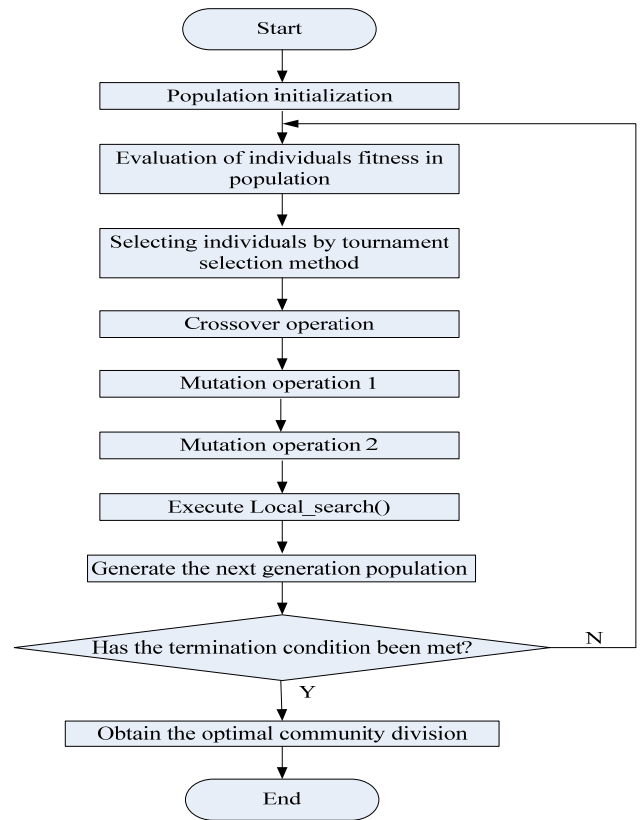 Start
Population initialization
Evaluation of individuals fitness in
population
Selecting individuals by tournament
selection method
Crossover operation
Mutation operation 1
Mutation operation 2
Execute Local_search()
Generate the next generation population
Has the termination condition been met?
N
Y
Obtain the optimal community division
End